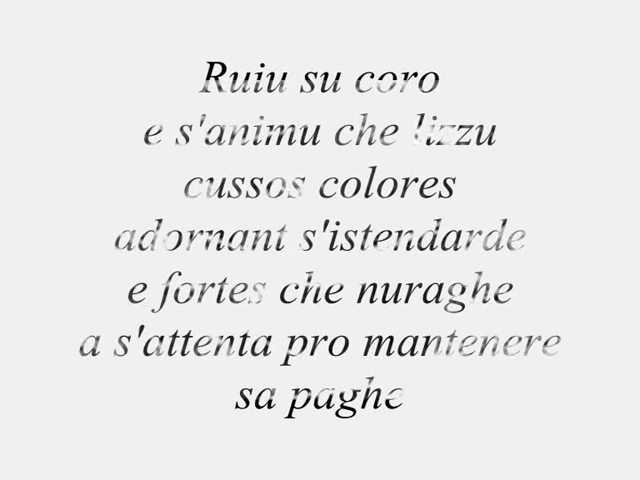 Ruiu su coro
e s'animu che lizzu
cussos colores
adornant s'istendarde
e fortes che nuraghe
a s'attenta pro mantenere
sa paghe